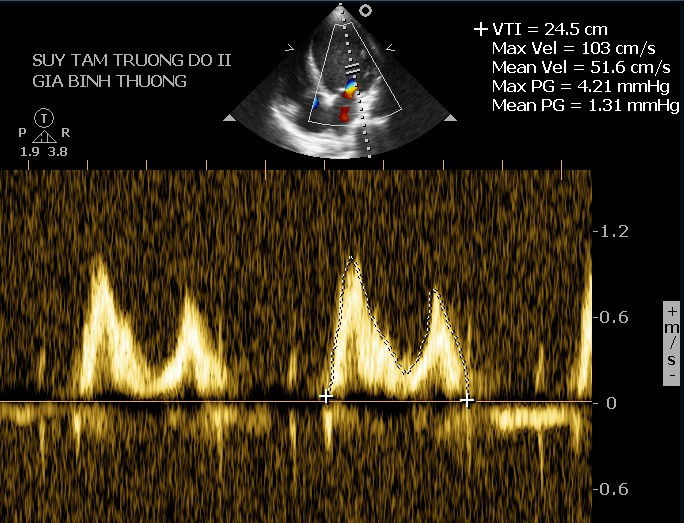 + VTI = 24.5 cm
Max Vel = 103 cm/s
Mean Vel = 51.6 cm/s
Max PG = 4.21 mmHg
Mean PG = 1.31 mmHg
SUY TAM TRUONG DO II
GIA BINH THUONG
T
P R
1.9 3.8
-1.2
-0.6
- 0
-0.6
+
m
/
s
-